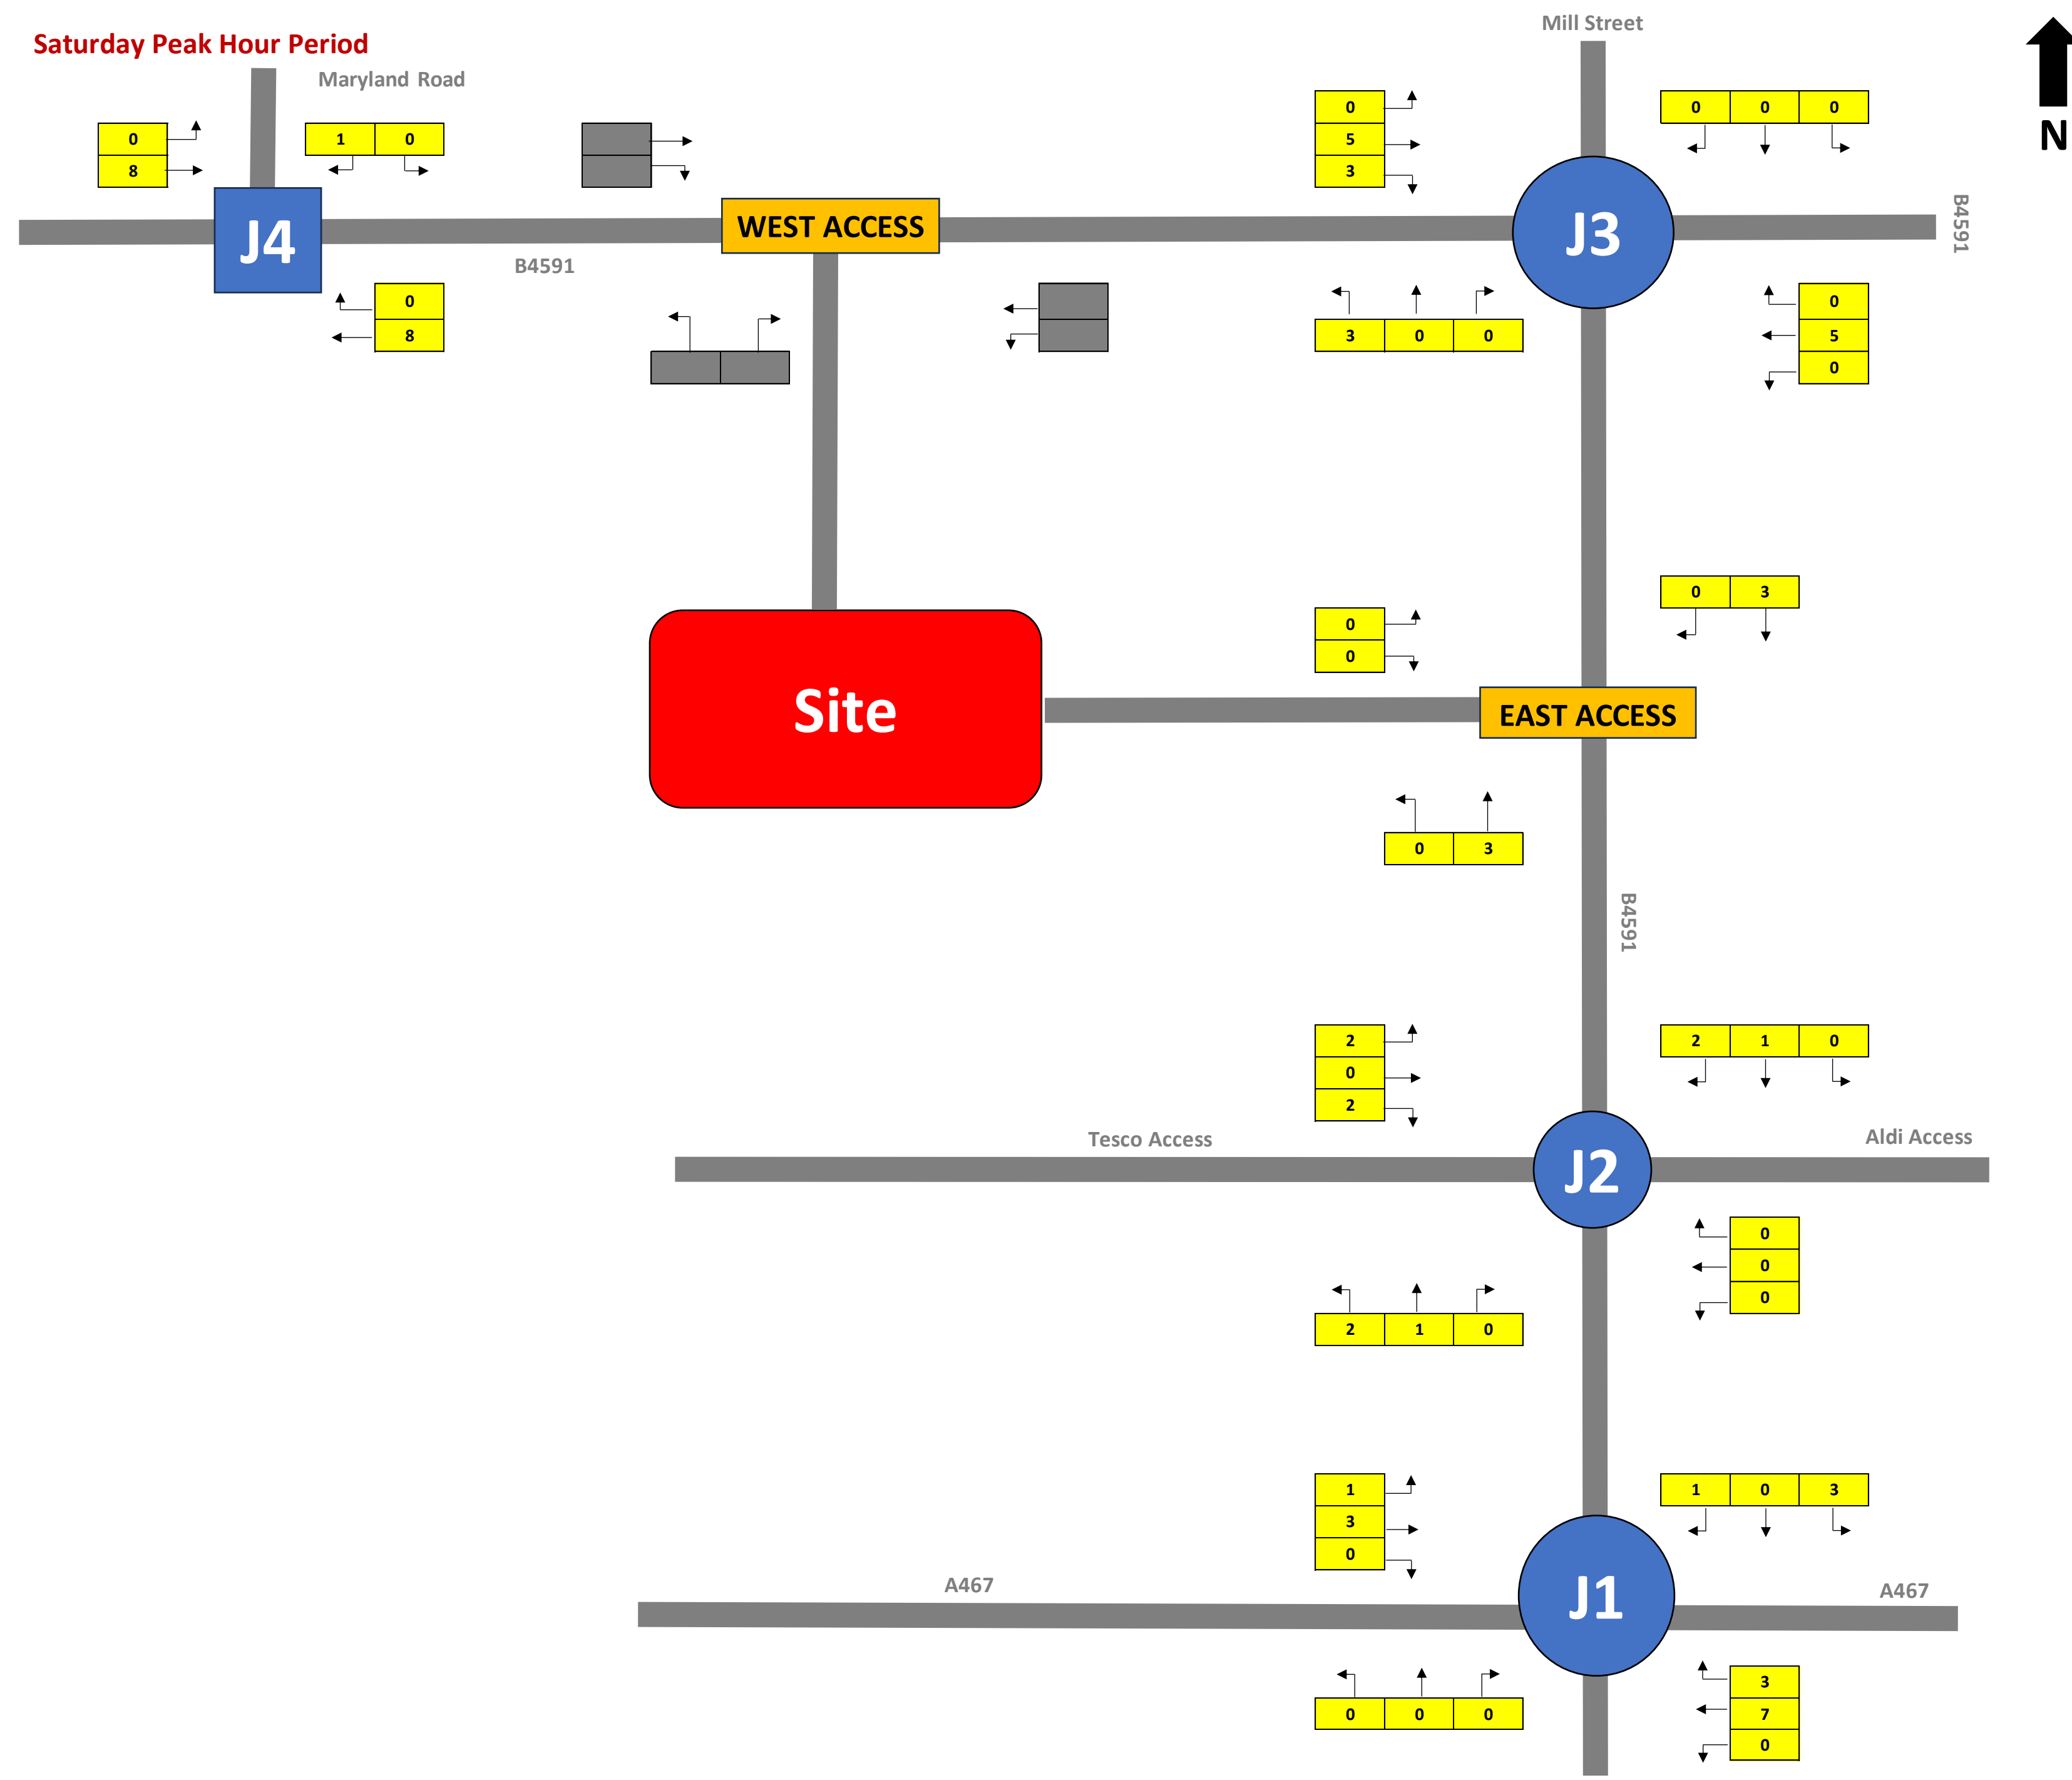 Mill Street
Saturday Peak Hour Period
Maryland Road
N
0
8
1 0
0
5
3
0 0 0
J4
WEST ACCESS
J3
B4591
B4591
0
8
3 0 0
0
5
0
0 3
0
0
Site
EAST ACCESS
0 3
B4591
2
0
2
2 1 0
Tesco Access
Aldi Access
J2
0
0
0
2 1 0
1
3
0
1 0 3
A467
A467
J1
0 0 0
3
7
0